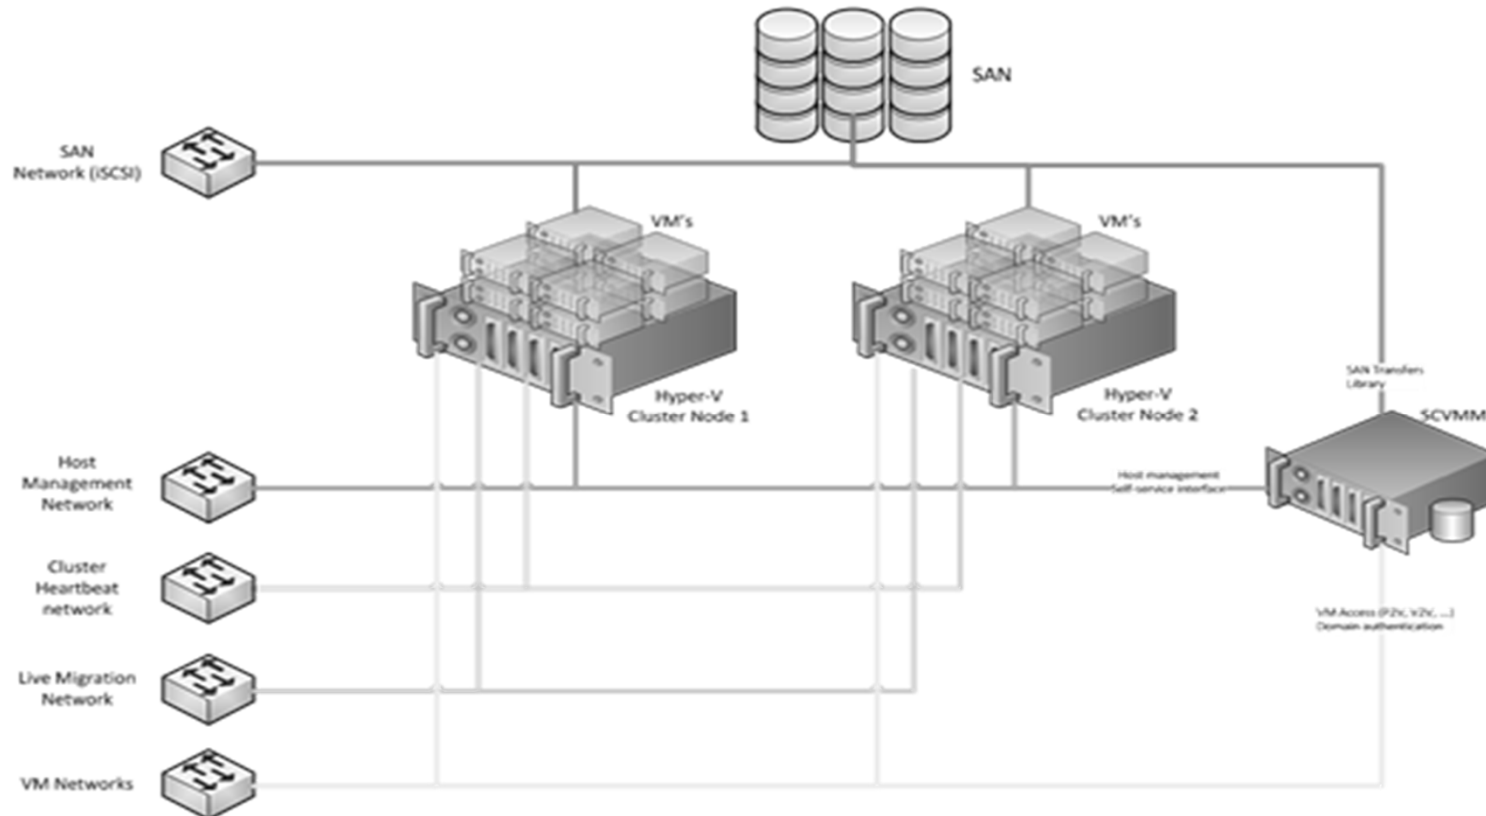 SAN
SAN
Network (iSCSI)
VM's
VM's
Hyper-V
Cluster Node 1
Hyper-V
Cluster Node 2
SAN Transfers
Library
SCVMM
Host
Management
Network
Host management
Self-service interface
Cluster
Heartbeat
network
VM Access (P2V, V2V, ...)
Domain authentication
Live Migration
Network
VM Networks